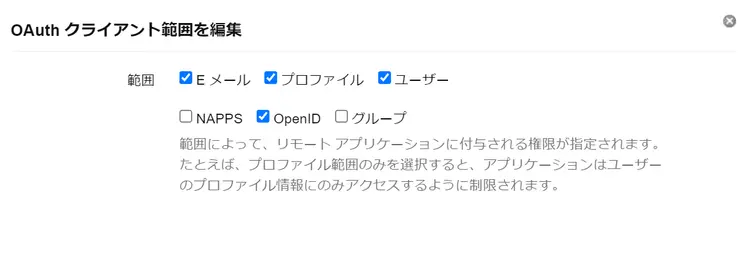 OAuth クライアント範囲を編集
範囲 E メール プロファイル ユーザー
NAPPS OpenID グループ
範囲によって、リモート アプリケーションに付与される権限が指定されます。
たとえば、プロファイル範囲のみを選択すると、アプリケーションはユーザー
のプロファイル情報にのみアクセスするように制限されます。